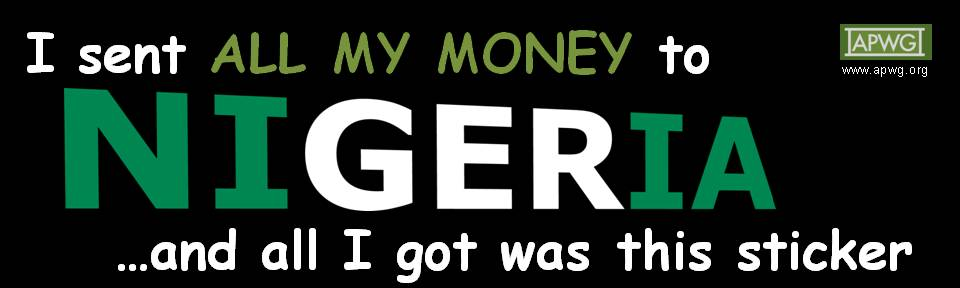 I sent ALL MY MONEY to
APWG
www.apwg.org
NIGERIA
...and all I got was this sticker